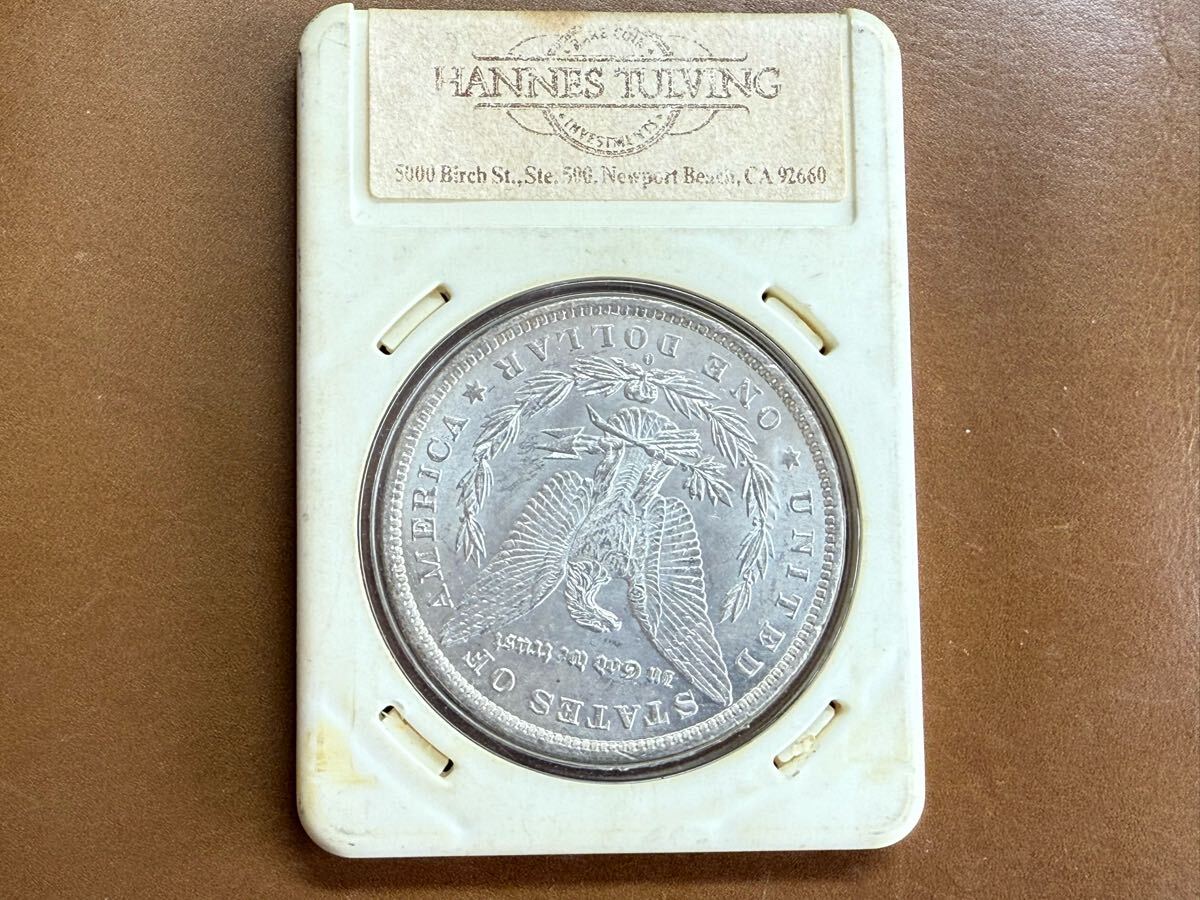 RARE COIN
HANNES TULVING
INVESTMENTS
5000 Birch St., Ste. 500, Newport Beach, CA 92660
UNITED STATES OF AMERICA
In God we trust
ONE DOLLAR
O